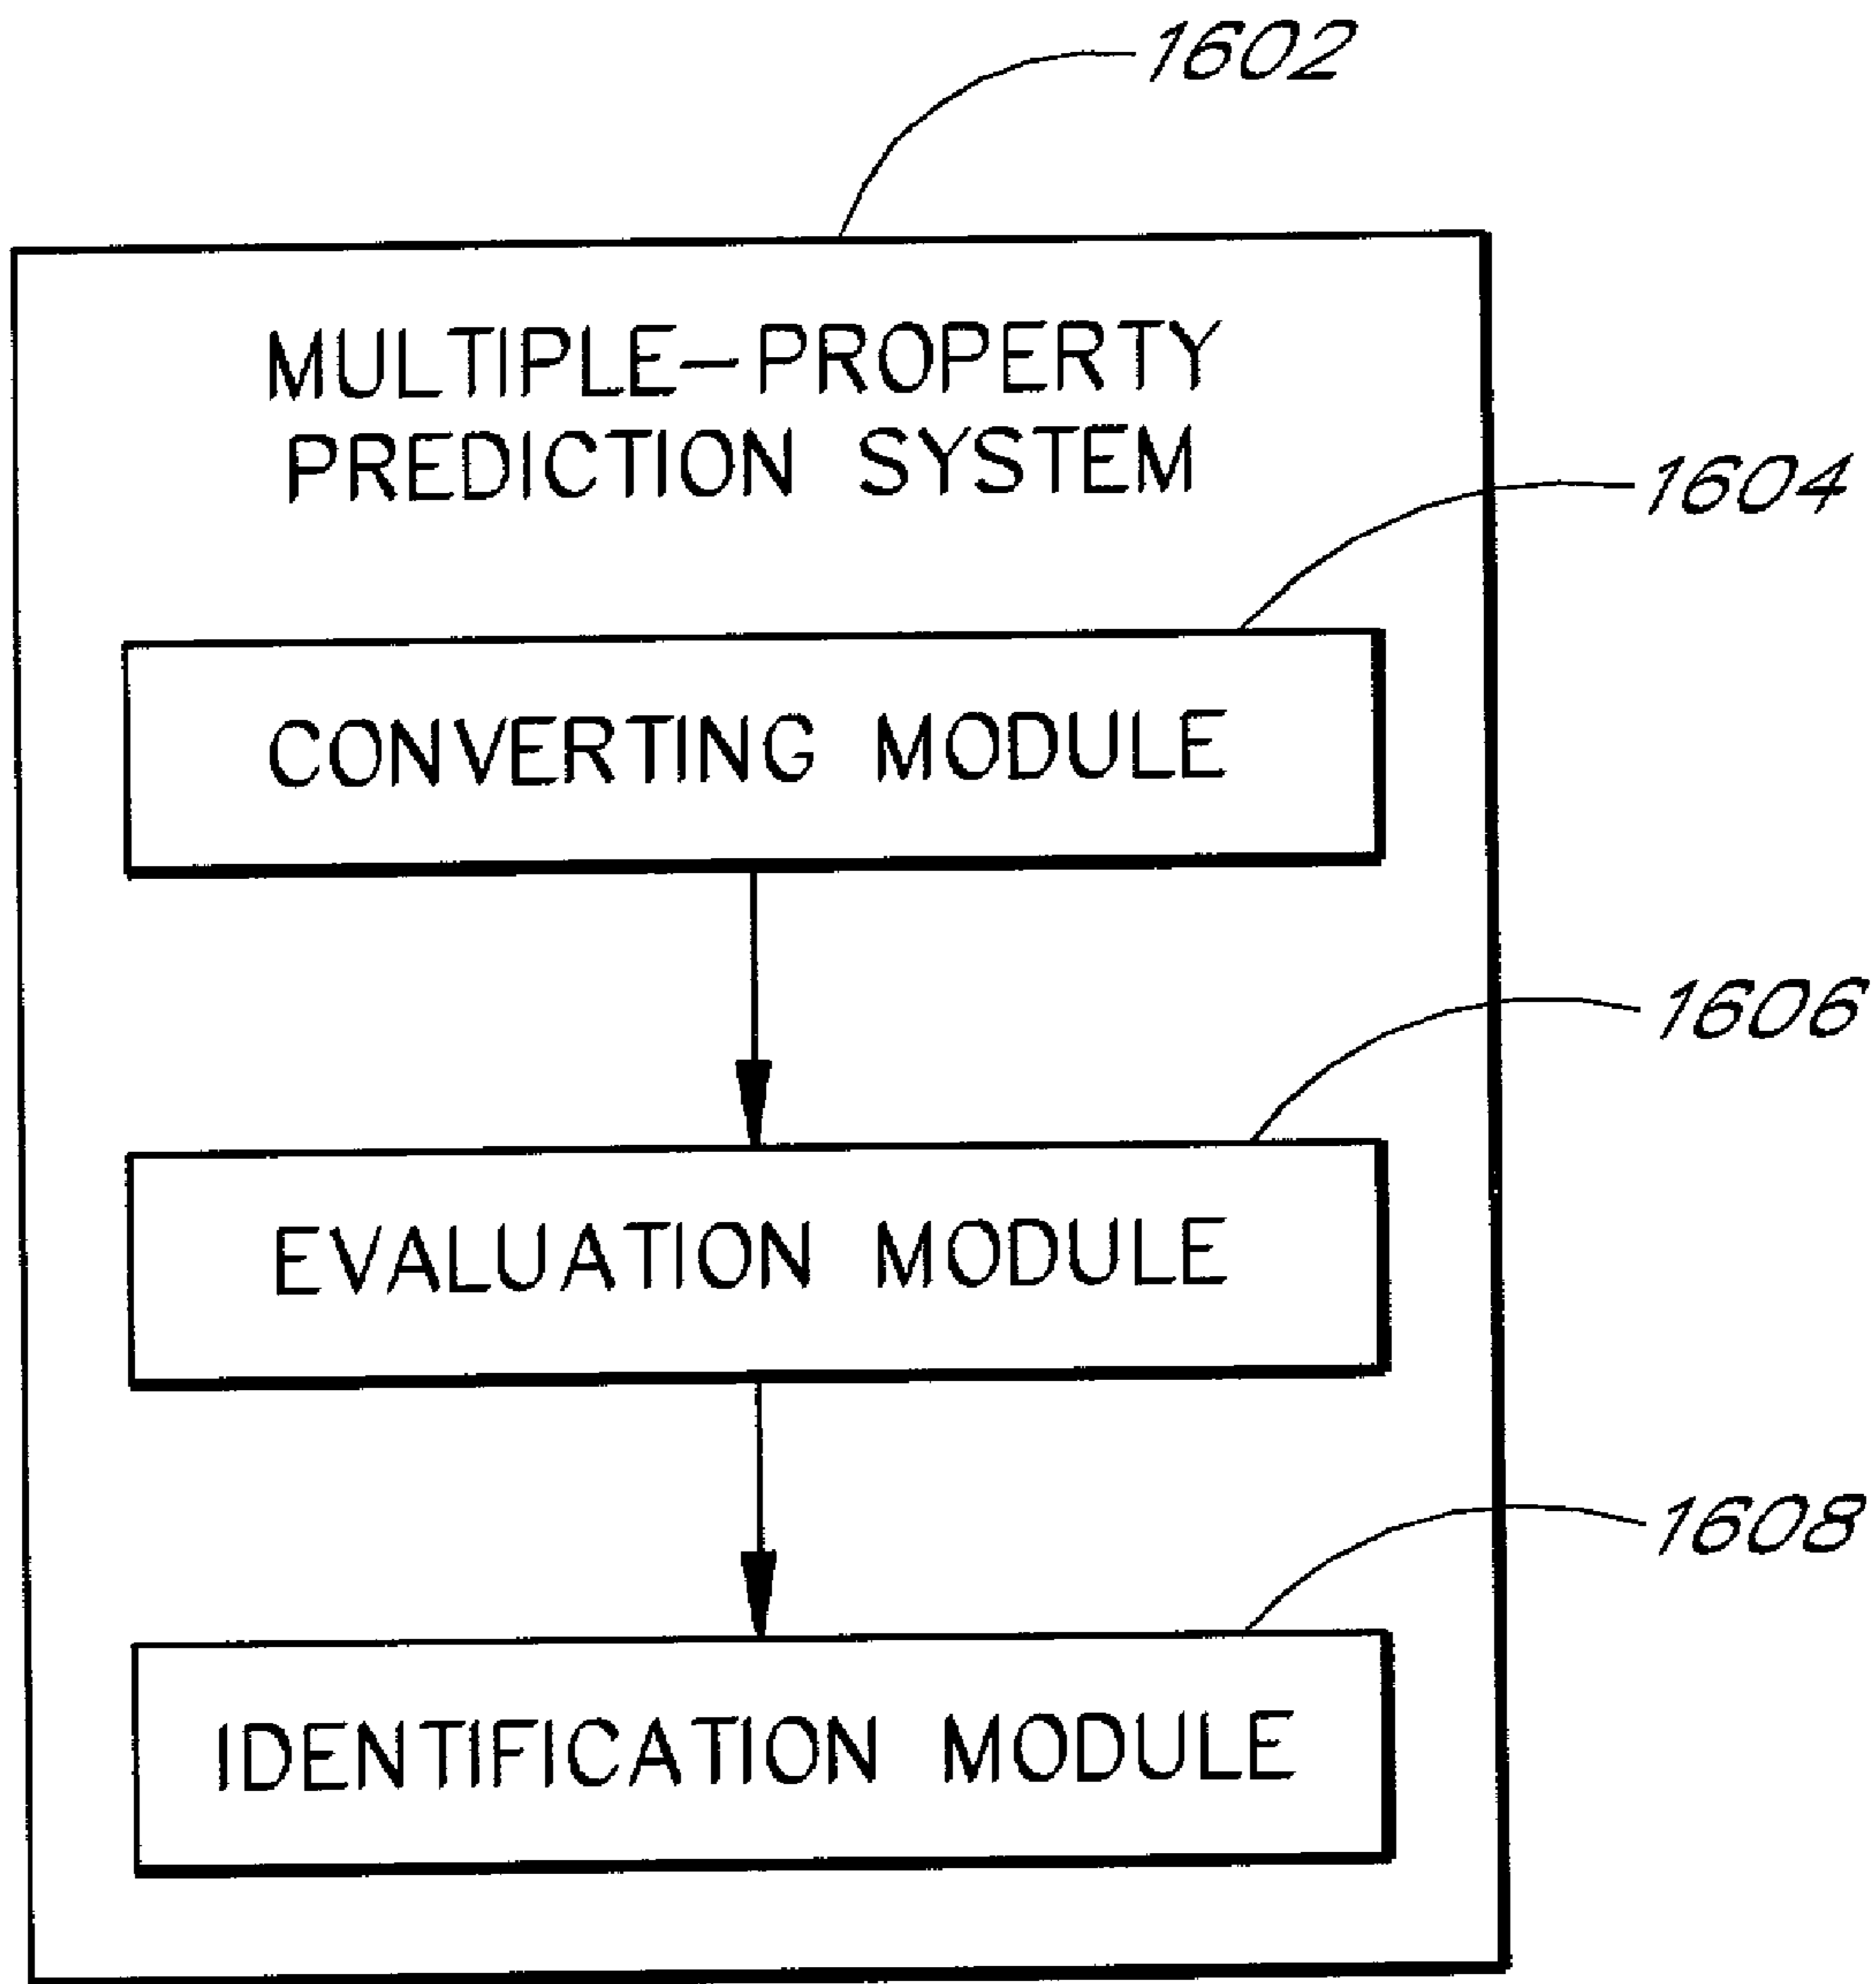 1602
MULTIPLE-PROPERTY
PREDICTION SYSTEM
1604
CONVERTING MODULE
1606
EVALUATION MODULE
1608
IDENTIFICATION MODULE